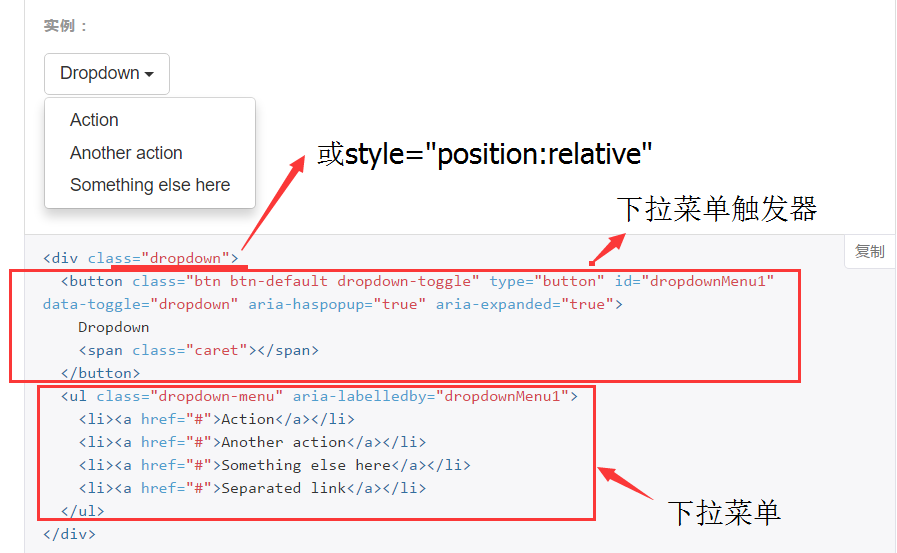 实例：
Dropdown
Action
Another action
Something else here
或style="position:relative"
下拉菜单触发器
复制
<div class="dropdown">
<button class="btn btn-default dropdown-toggle" type="button" id="dropdownMenu1"
data-toggle="dropdown" aria-haspopup="true" aria-expanded="true">
Dropdown
<span class="caret"></span>
</button>
<ul class="dropdown-menu" aria-labelledby="dropdownMenu1">
<li><a href="#">Action</a></li>
<li><a href="#">Another action</a></li>
<li><a href="#">Something else here</a></li>
<li><a href="#">Separated link</a></li>
</ul>
</div>
下拉菜单